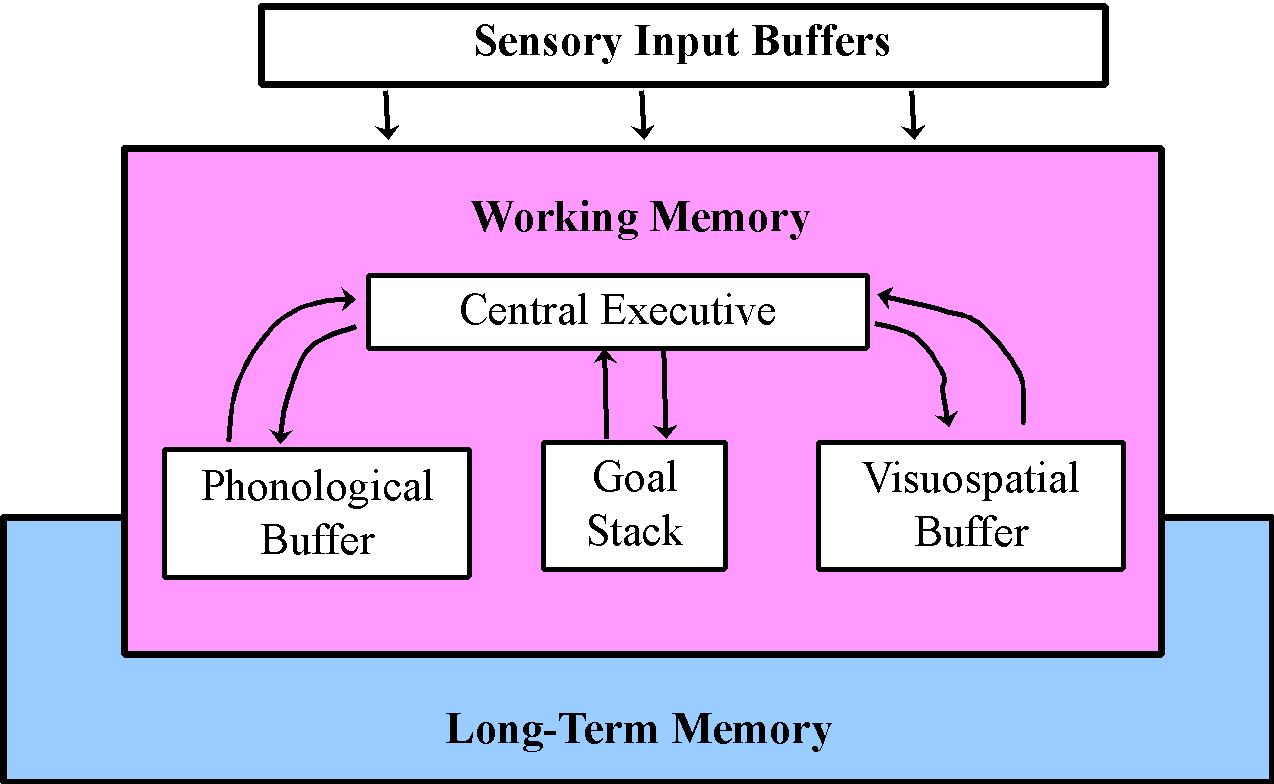 Sensory Input Buffers
Working Memory
Central Executive
Phonological
Buffer
Goal
Stack
Visuospatial
Buffer
Long-Term Memory